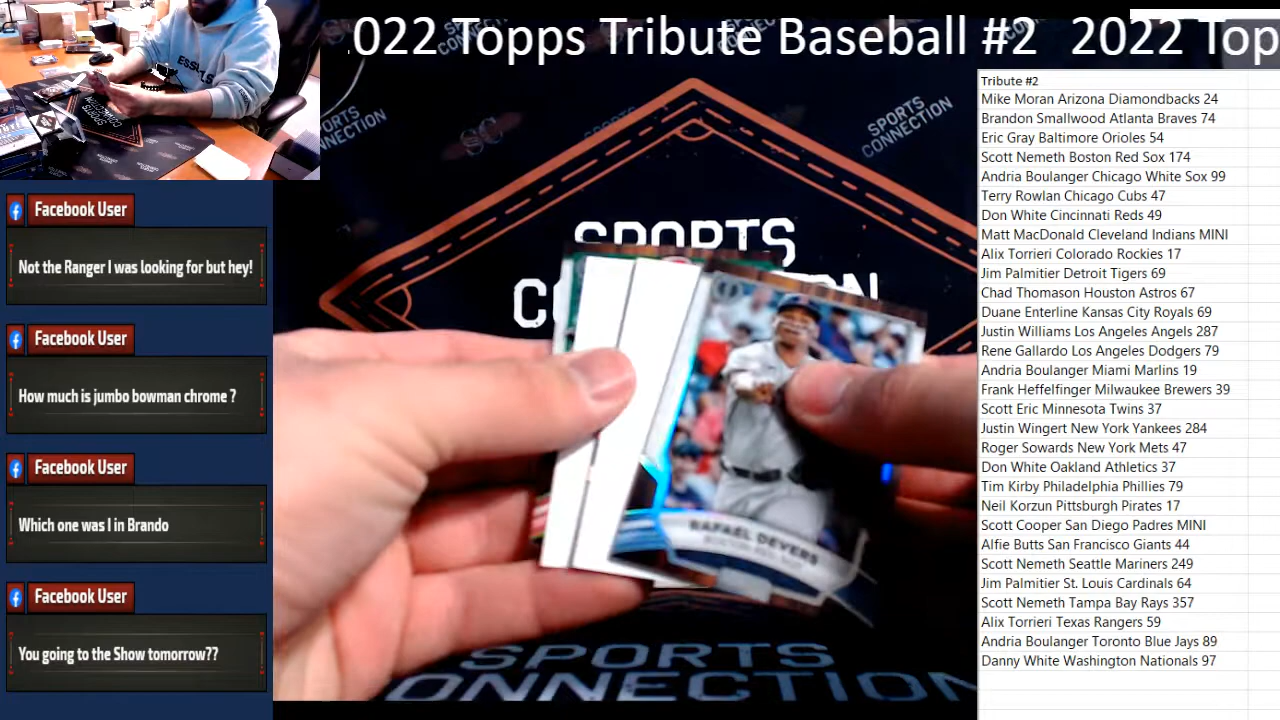 2022 Topps Tribute Baseball #2 2022 Top
Tribute #2
Mike Moran Arizona Diamondbacks 24
Brandon Smallwood Atlanta Braves 74
Eric Gray Baltimore Orioles 54
Scott Nemeth Boston Red Sox 174
Andria Boulanger Chicago White Sox 99
Terry Rowlan Chicago Cubs 47
Don White Cincinnati Reds 49
Matt MacDonald Cleveland Indians MINI
Alix Torrieri Colorado Rockies 17
Jim Palmitier Detroit Tigers 69
Chad Thomason Houston Astros 67
Duane Enterline Kansas City Royals 69
Justin Williams Los Angeles Angels 287
Rene Gallardo Los Angeles Dodgers 79
Andria Boulanger Miami Marlins 19
Frank Heffelfinger Milwaukee Brewers 39
Scott Eric Minnesota Twins 37
Justin Wingert New York Yankees 284
Roger Sowards New York Mets 47
Don White Oakland Athletics 37
Tim Kirby Philadelphia Phillies 79
Neil Korzun Pittsburgh Pirates 17
Scott Cooper San Diego Padres MINI
Alfie Butts San Francisco Giants 44
Scott Nemeth Seattle Mariners 249
Jim Palmitier St. Louis Cardinals 64
Scott Nemeth Tampa Bay Rays 357
Alix Torrieri Texas Rangers 59
Andria Boulanger Toronto Blue Jays 89
Danny White Washington Nationals 97
Facebook User
Not the Ranger I was looking for but hey!
Facebook User
How much is jumbo bowman chrome ?
Facebook User
Which one was I in Brando
Facebook User
You going to the Show tomorrow??
SPORTS
CONNECTION
SC
SPORTS
CONNECTION
SPORTS
RAFAEL DEVERS
BOSTON RED SOX
SPORTS
ONNECTION